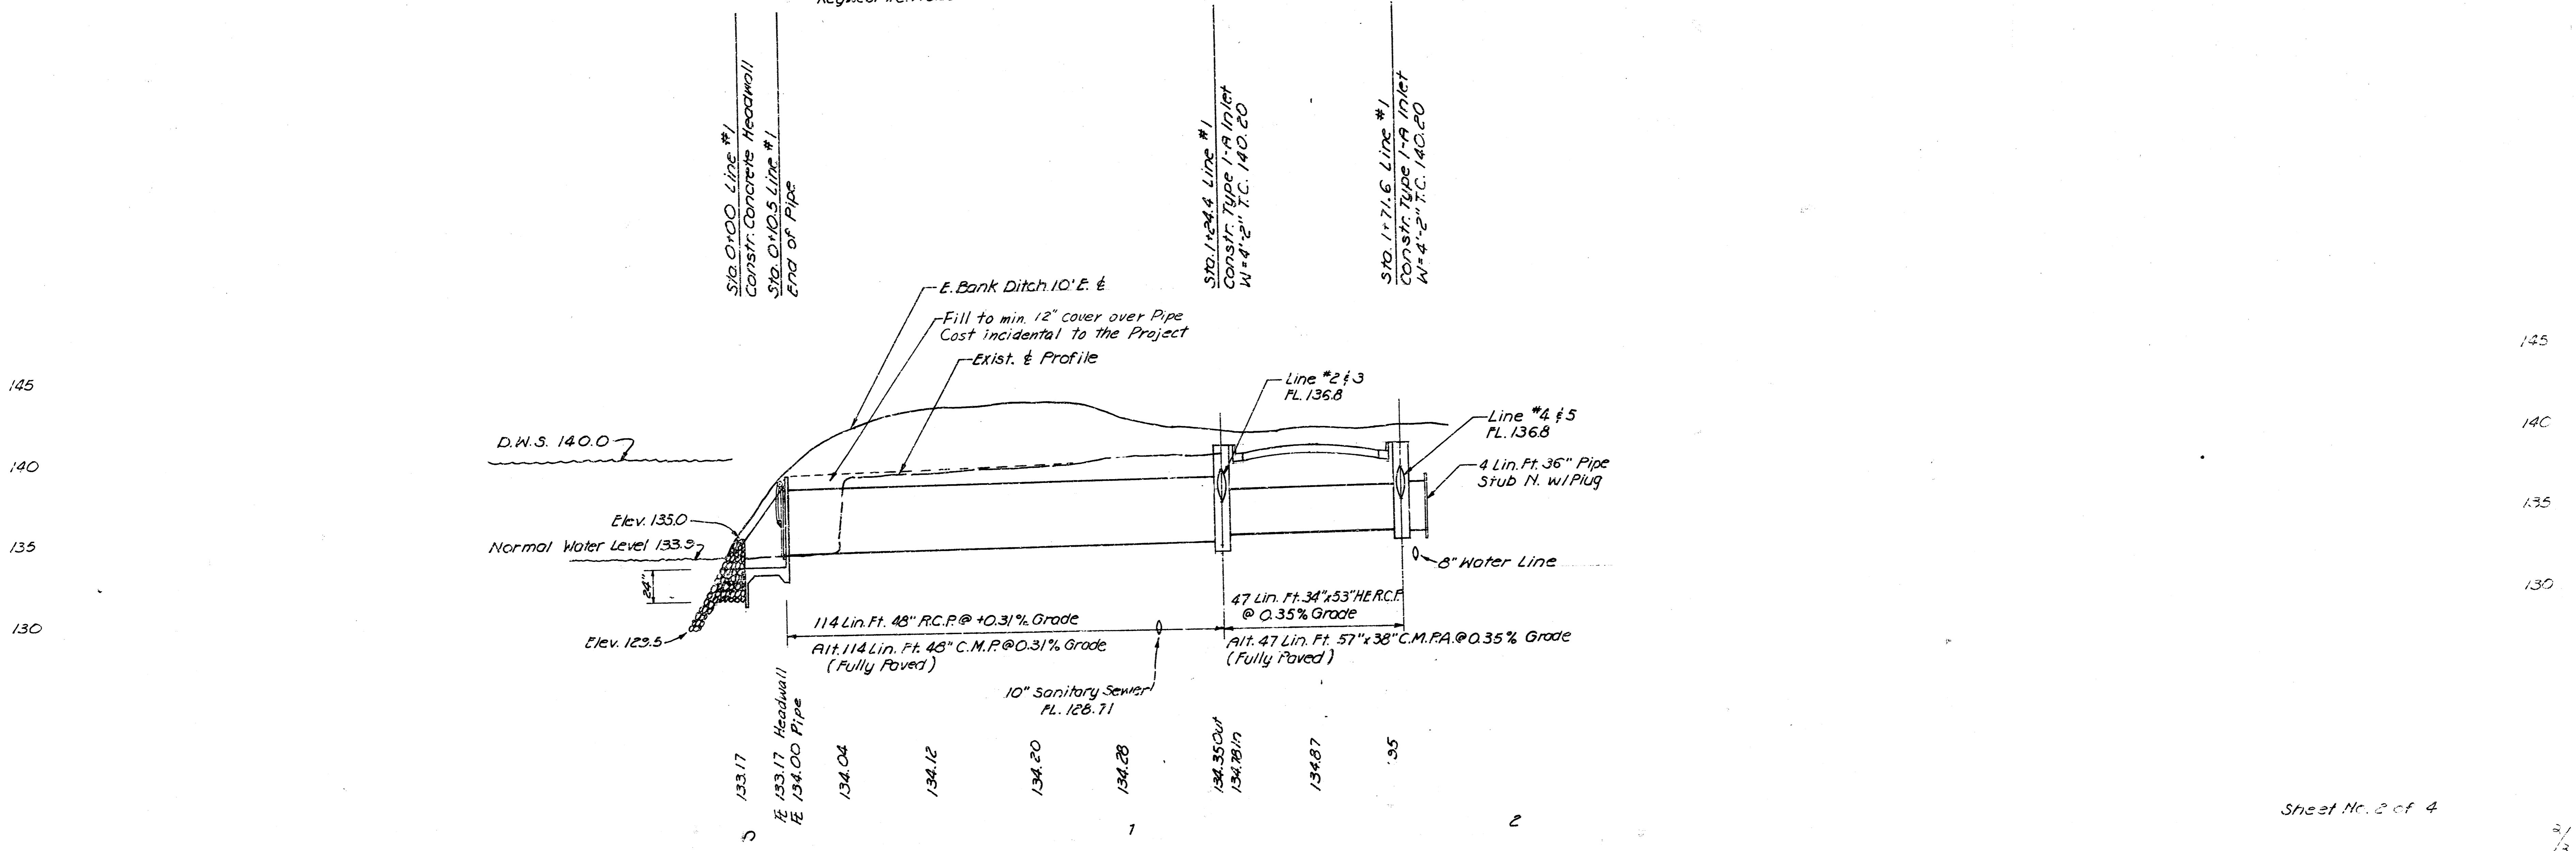 Sta. 0+00 Line #1
Constr. Concrete Headwall
Sta. 0+10.5 Line #1
End of Pipe
Sta. 1+24.4 Line #1
Constr. Type 1-A Inlet
W=4'-2" T.C. 140.20
Sta. 1+71.6 Line #1
Constr. Type 1-A Inlet
W=4'-2" T.C. 140.20
E. Bank Ditch 10' E. ℄
Fill to min. 12" cover over Pipe
Cost incidental to the Project
Exist. ℄ Profile
145
145
Line #2 & 3
FL. 136.8
Line #4 & 5
FL. 136.8
140
D.W.S. 140.0
140
4 Lin. Ft. 36" Pipe
Stub N. w/Plug
135
Elev. 135.0
Normal Water Level 133.9
135
8" Water Line
24"
130
47 Lin. Ft. 34"x53" HE R.C.P.
@ 0.35% Grade
114 Lin. Ft. 48" R.C.P. @ +0.31% Grade
130
Elev. 129.5
Alt. 114 Lin. Ft. 48" C.M.P. @ 0.31% Grade
(Fully Paved)
Alt. 47 Lin. Ft. 57"x38" C.M.P.A. @ 0.35% Grade
(Fully Paved)
10" Sanitary Sewer
FL. 128.71
133.17
FL 133.17 Headwall
FL 134.00 Pipe
134.04
134.12
134.20
134.28
134.35 Out
134.78 In
134.87
.95
0
1
2
Sheet No. 2 of 4